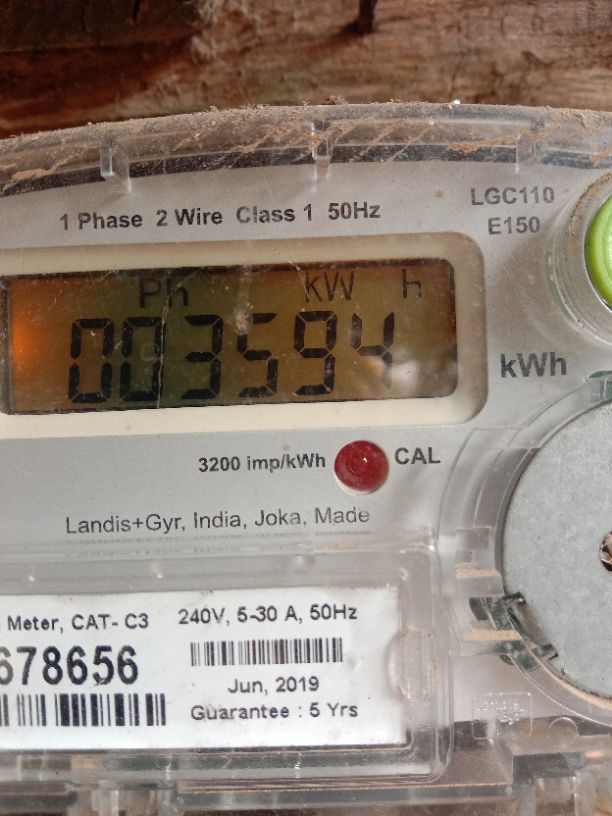 LGC110
E150
1 Phase 2 Wire Class 1 50Hz
Ph kW h
003594
kWh
3200 imp/kWh CAL
Landis+Gyr, India, Joka, Made
Meter, CAT- C3
678656
240V, 5-30 A, 50Hz
Jun, 2019
Guarantee : 5 Yrs